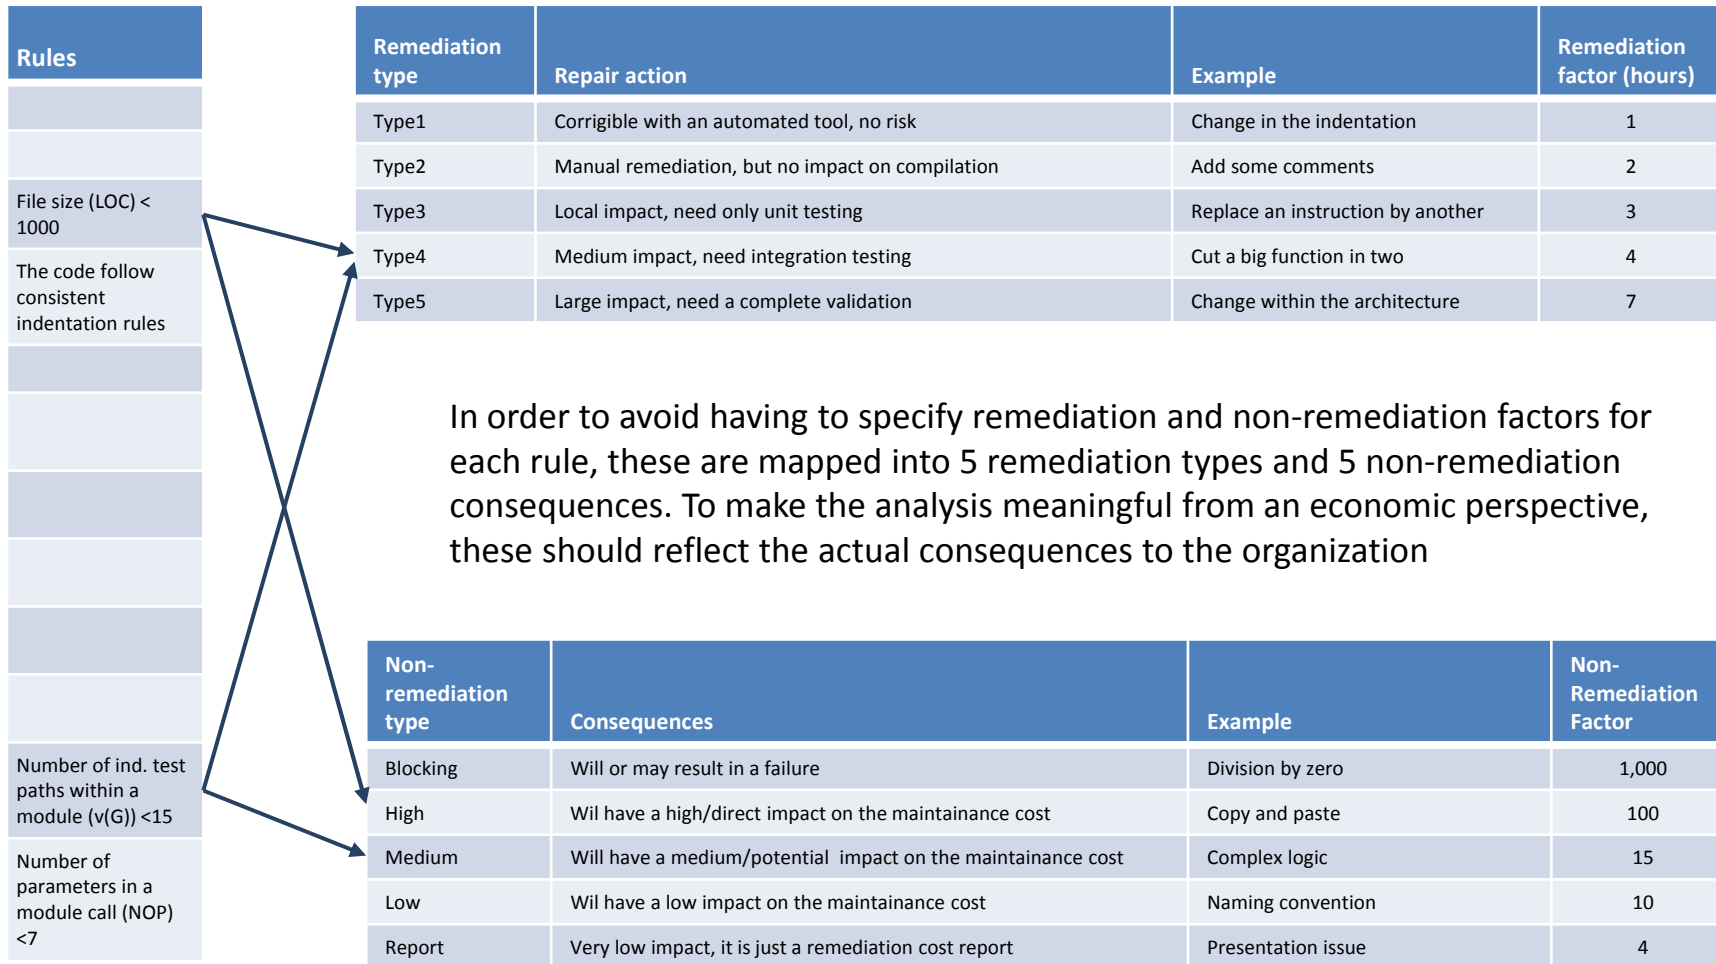 Rules
File size (LOC) <
1000
The code follow
consistent
indentation rules
Number of ind. test
paths within a
module (v(G)) <15
Number of
parameters in a
module call (NOP)
<7
Remediation
type
Repair action
Example
Remediation
factor (hours)
Type1 Corrigible with an automated tool, no risk Change in the indentation 1
Type2 Manual remediation, but no impact on compilation Add some comments 2
Type3 Local impact, need only unit testing Replace an instruction by another 3
Type4 Medium impact, need integration testing Cut a big function in two 4
Type5 Large impact, need a complete validation Change within the architecture 7
In order to avoid having to specify remediation and non-remediation factors for
each rule, these are mapped into 5 remediation types and 5 non-remediation
consequences. To make the analysis meaningful from an economic perspective,
these should reflect the actual consequences to the organization
Non-
remediation
type
Consequences
Example
Non-
Remediation
Factor
Blocking Will or may result in a failure Division by zero 1,000
High Wil have a high/direct impact on the maintainance cost Copy and paste 100
Medium Will have a medium/potential impact on the maintainance cost Complex logic 15
Low Wil have a low impact on the maintainance cost Naming convention 10
Report Very low impact, it is just a remediation cost report Presentation issue 4